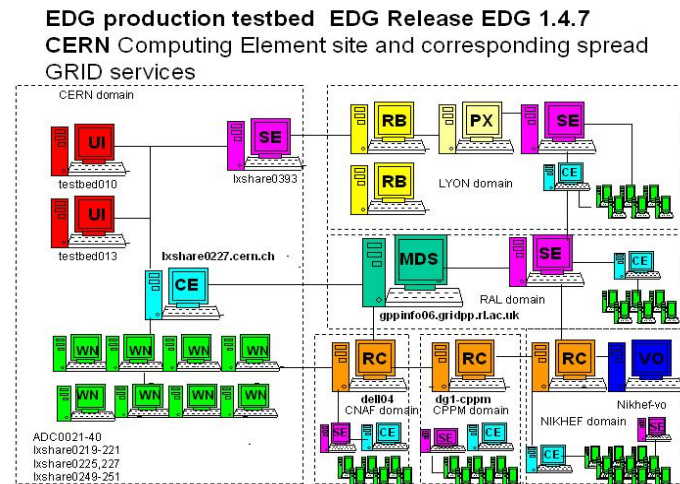 EDG production testbed EDG Release EDG 1.4.7
CERN Computing Element site and corresponding spread
GRID services
CERN domain
UI
testbed010
UI
testbed013
SE
lxshare0393
lxshare0227.cern.ch
CE
WN WN WN WN
WN WN WN WN
ADC0021-40
lxshare0219-221
lxshare0225,227
lxshare0249-251
RB
PX
SE
RB
LYON domain
CE
MDS
SE
CE
RAL domain
gppinfo06.gridpp.rl.ac.uk
RC
dell04
CNAF domain
SE
CE
RC
dg1-cppm
CPPM domain
SE
CE
RC
VO
Nikhef-vo
NIKHEF domain
SE
CE